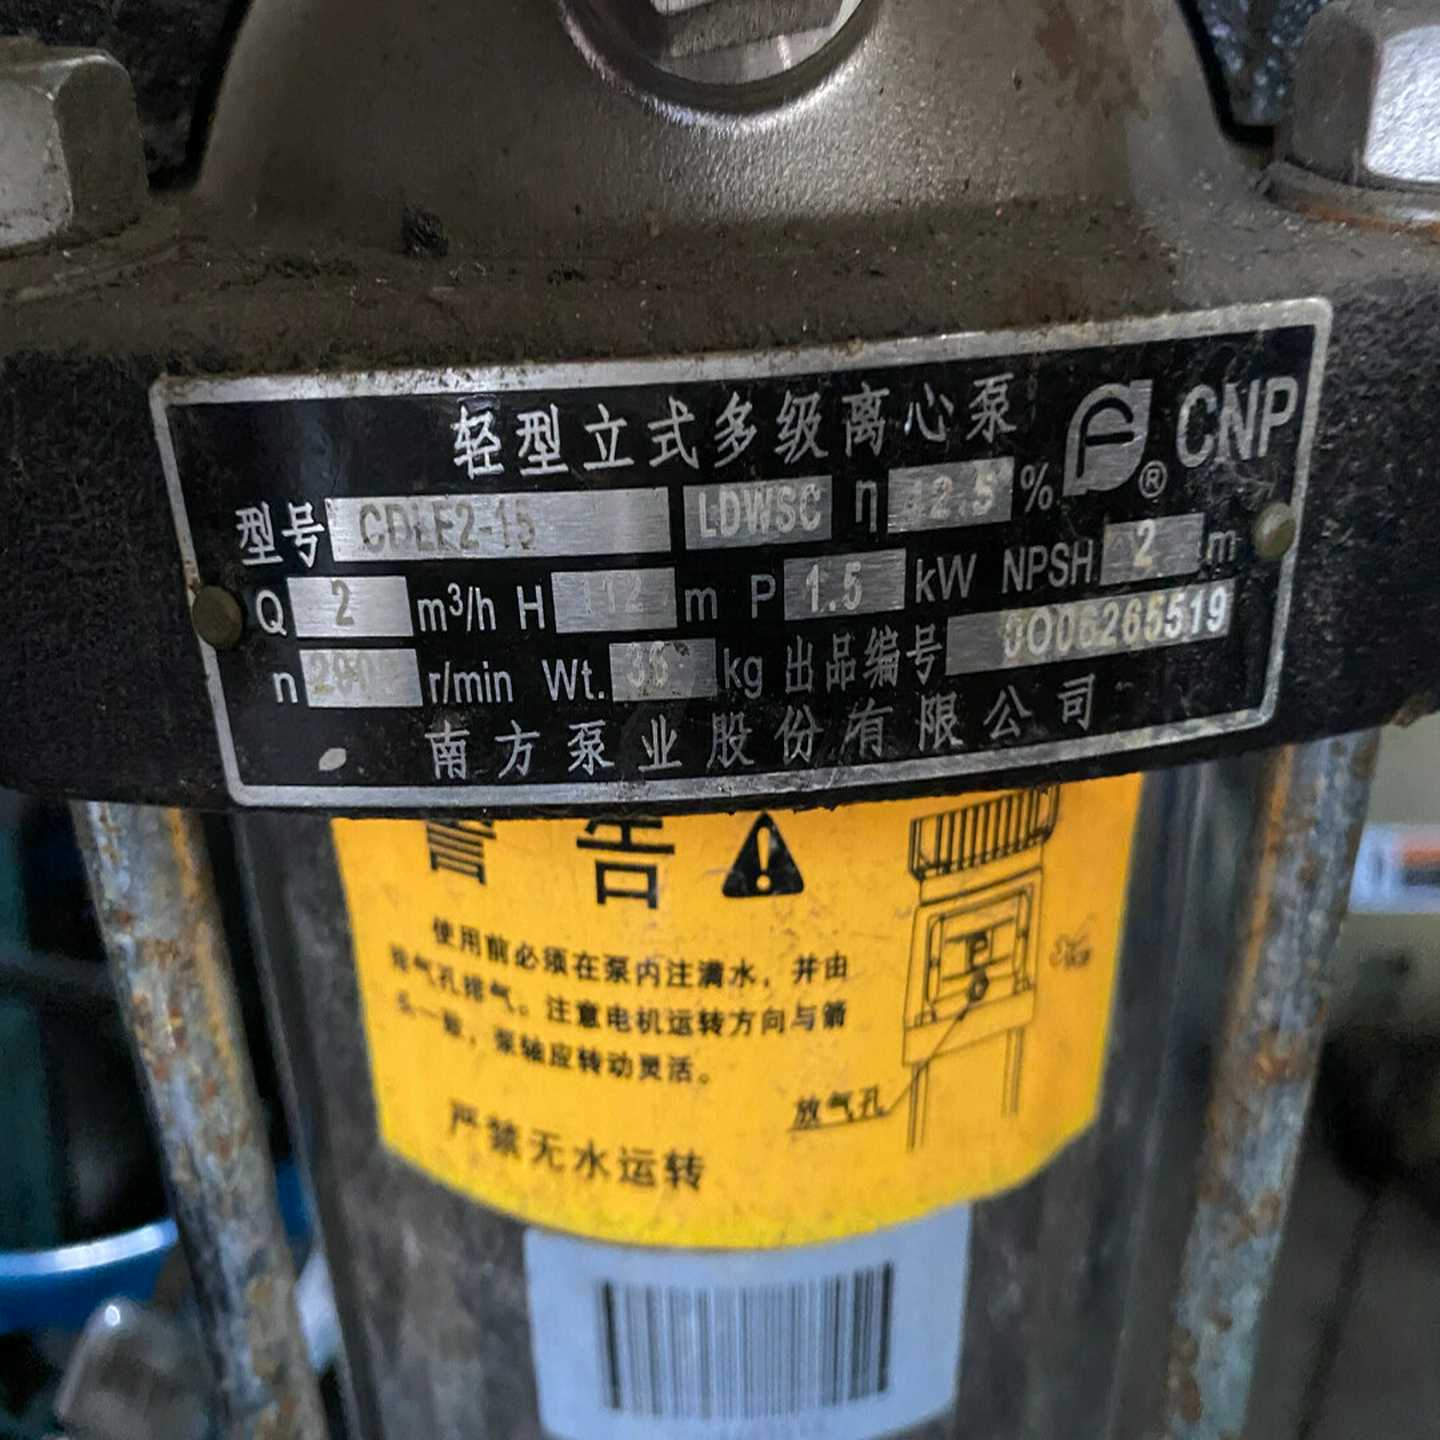 轻型立式多级离心泵 CNP
型号 CDLF2-15 LDWSC η 42.5 %
Q 2 m³/h H 112 m P 1.5 kW NPSH 2 m
n r/min Wt. kg 出品编号 0O06265519
南方泵业股份有限公司
警告
使用前必须在泵内注满水，并由
排气孔排气。注意电机运转方向与箭
头一致，泵轴应转动灵活。
放气孔
严禁无水运转